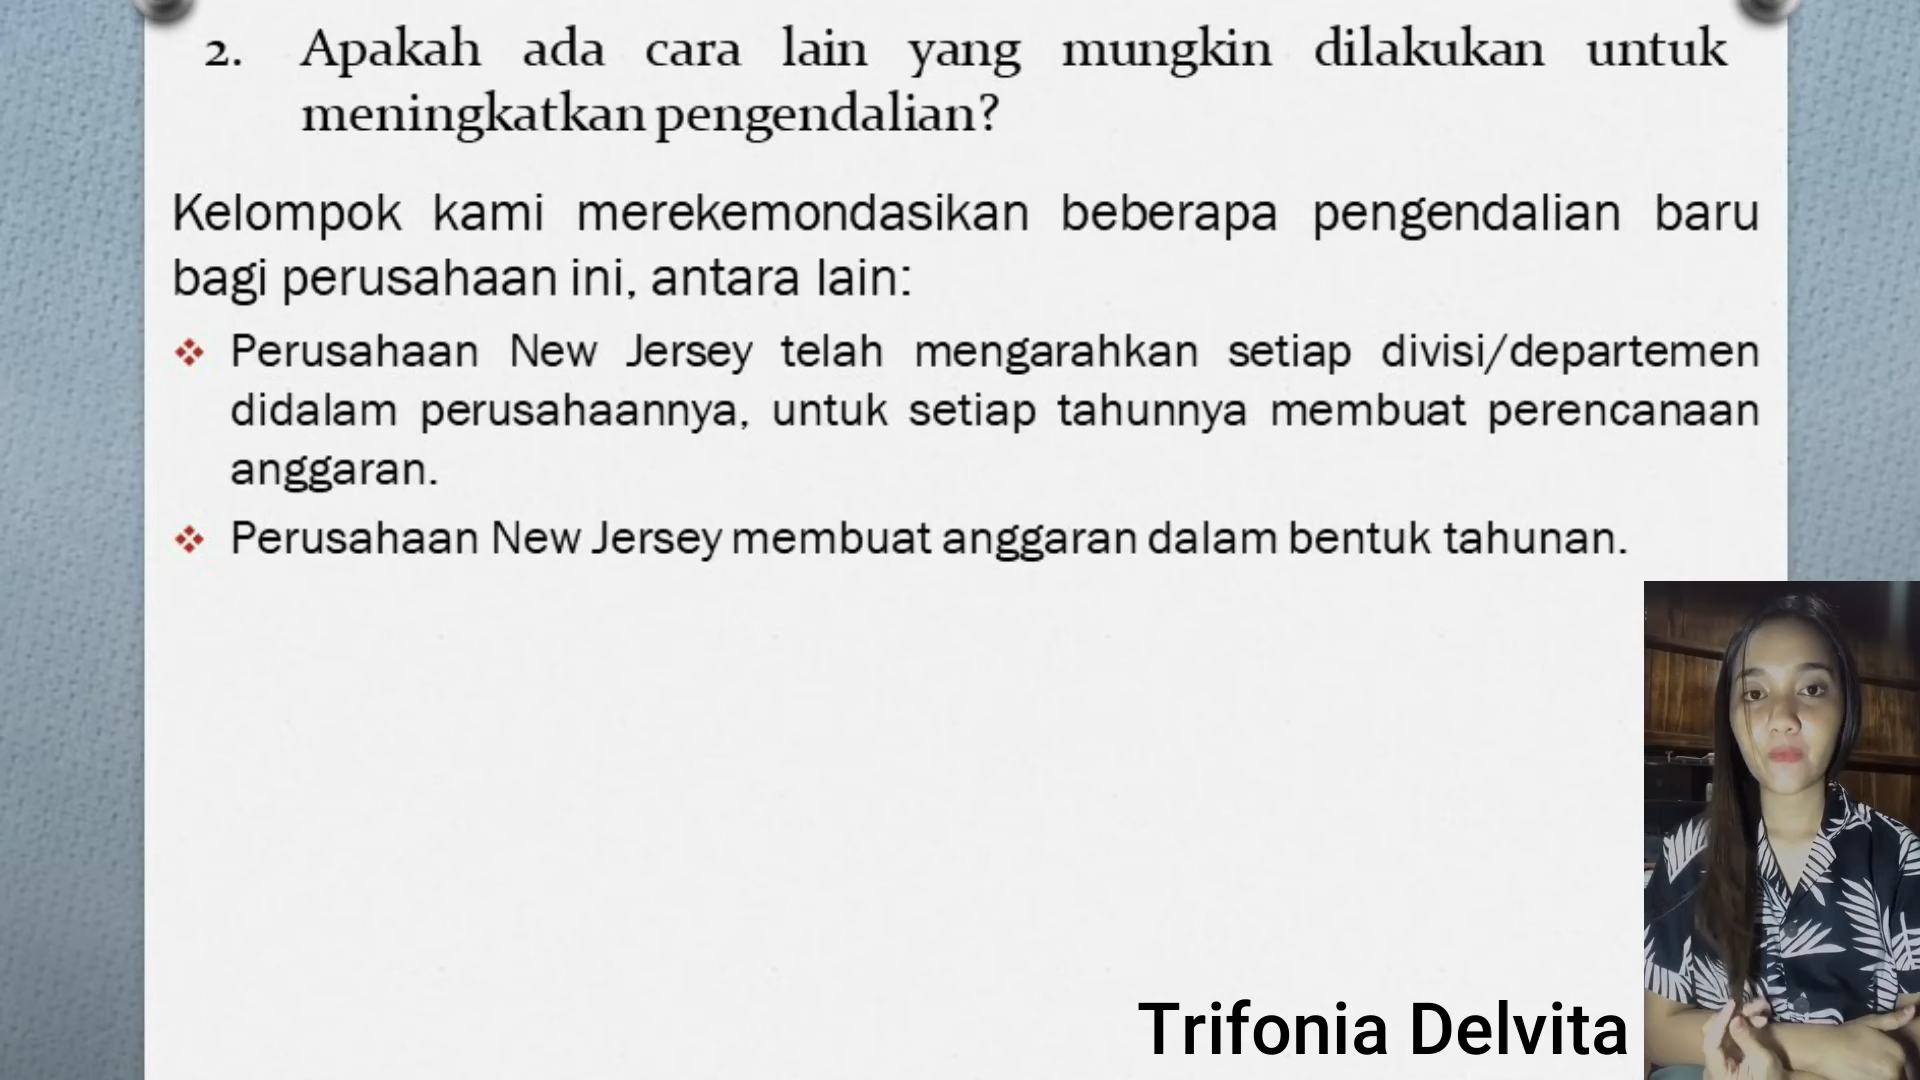 2. Apakah ada cara lain yang mungkin dilakukan untuk
meningkatkan pengendalian?
Kelompok kami merekemondasikan beberapa pengendalian baru
bagi perusahaan ini, antara lain:
❖ Perusahaan New Jersey telah mengarahkan setiap divisi/departemen
didalam perusahaannya, untuk setiap tahunnya membuat perencanaan
anggaran.
❖ Perusahaan New Jersey membuat anggaran dalam bentuk tahunan.
Trifonia Delvita